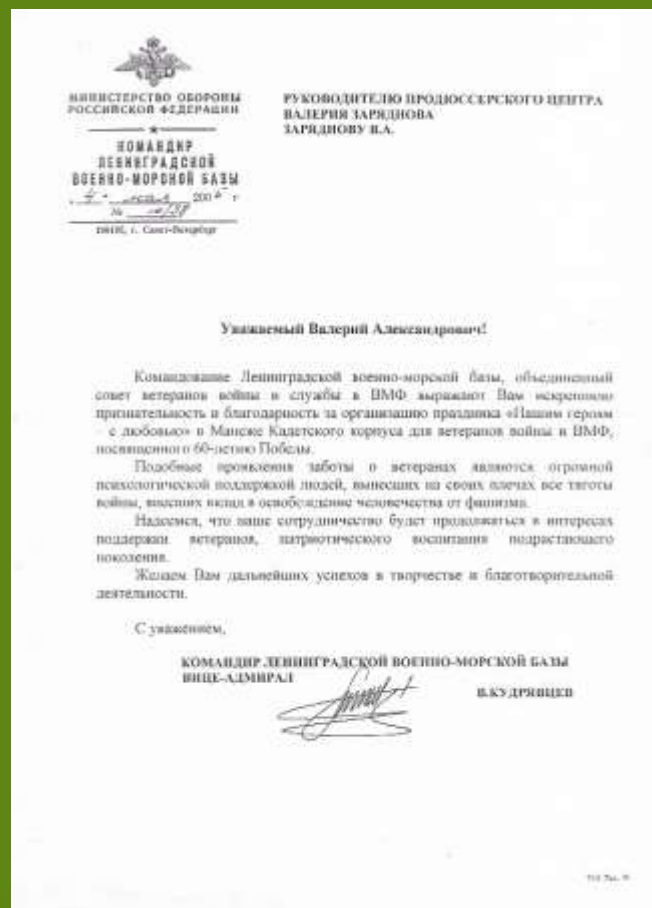 МИНИСТЕРСТВО ОБОРОНЫ
РОССИЙСКОЙ ФЕДЕРАЦИИ
КОМАНДИР
ЛЕНИНГРАДСКОЙ
ВОЕННО-МОРСКОЙ БАЗЫ
4 мая 2005 г
№
г. Санкт-Петербург
РУКОВОДИТЕЛЮ ПРОДЮССЕРСКОГО ЦЕНТРА
ВАЛЕРИЯ ЗАРЯДНОВА
ЗАРЯДНОВУ В.А.
Уважаемый Валерий Александрович!
Командование Ленинградской военно-морской базы, объединенный
совет ветеранов войны и службы в ВМФ выражают Вам искреннюю
признательность и благодарность за организацию праздника «Нашим героям
- с любовью» в Манеже Кадетского корпуса для ветеранов войны и ВМФ,
посвященного 60-летию Победы.
Подобные проявления заботы о ветеранах являются огромной
психологической поддержкой людей, вынесших на своих плечах все тяготы
войны, внесших вклад в освобождение человечества от фашизма.
Надеемся, что наше сотрудничество будет продолжаться в интересах
поддержки ветеранов, патриотического воспитания подрастающего
поколения.
Желаем Вам дальнейших успехов в творчестве и благотворительной
деятельности.
С уважением,
КОМАНДИР ЛЕНИНГРАДСКОЙ ВОЕННО-МОРСКОЙ БАЗЫ
ВИЦЕ-АДМИРАЛ
В.КУДРЯВЦЕВ